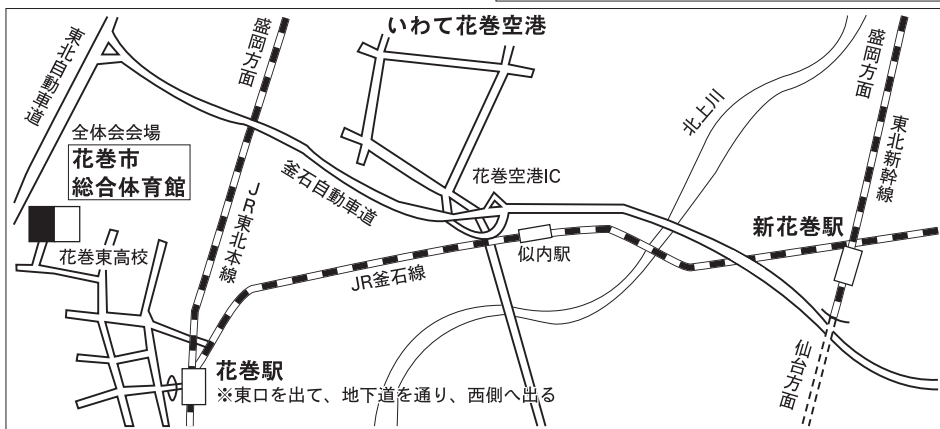 いわて花巻空港
盛岡方面
東北自動車道
全体会会場
花巻市
総合体育館
花巻東高校
JR東北本線
釜石自動車道
花巻空港IC
北上川
盛岡方面
東北新幹線
新花巻駅
似内駅
JR釜石線
仙台方面
花巻駅
※東口を出て、地下道を通り、西側へ出る